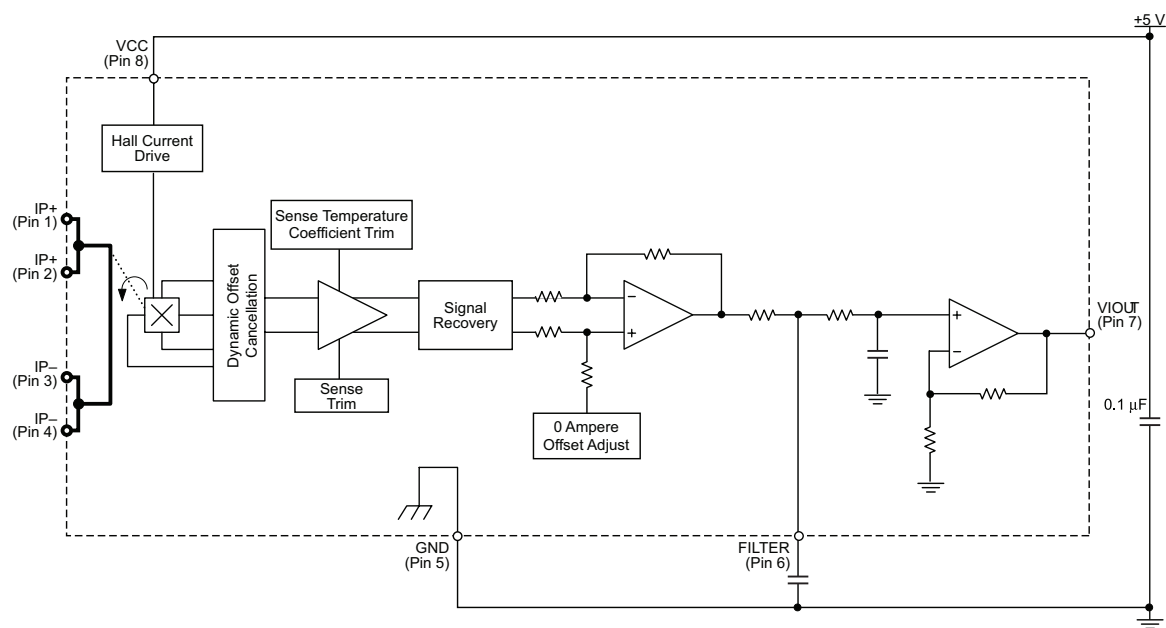 +5 V
VCC
(Pin 8)
Hall Current
Drive
IP+
(Pin 1)
IP+
(Pin 2)
IP–
(Pin 3)
IP–
(Pin 4)
Dynamic Offset
Cancellation
Sense Temperature
Coefficient Trim
Sense
Trim
Signal
Recovery
0 Ampere
Offset Adjust
−
+
+
−
VIOUT
(Pin 7)
0.1 µF
GND
(Pin 5)
FILTER
(Pin 6)